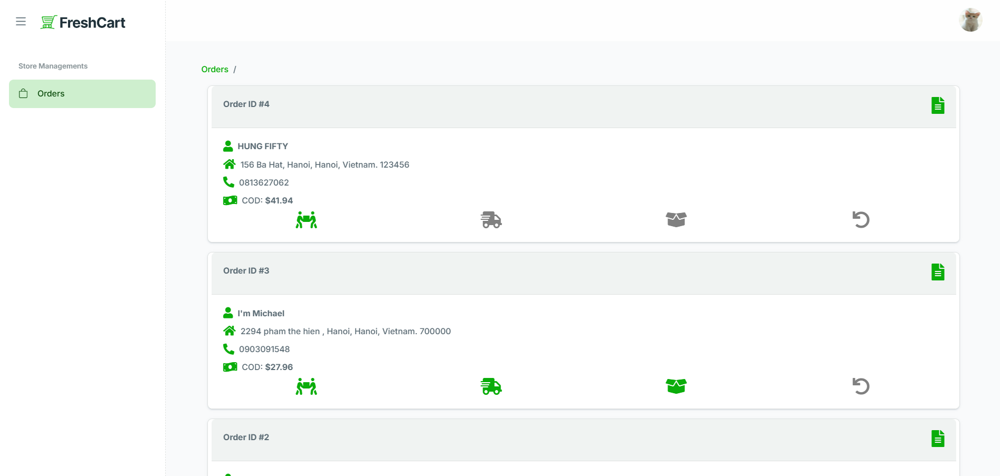 FreshCart
Store Managements
Orders
Orders /
Order ID #4
HUNG FIFTY
156 Ba Hat, Hanoi, Hanoi, Vietnam. 123456
0813627062
COD: $41.94
Order ID #3
I'm Michael
2294 pham the hien , Hanoi, Hanoi, Vietnam. 700000
0903091548
COD: $27.96
Order ID #2